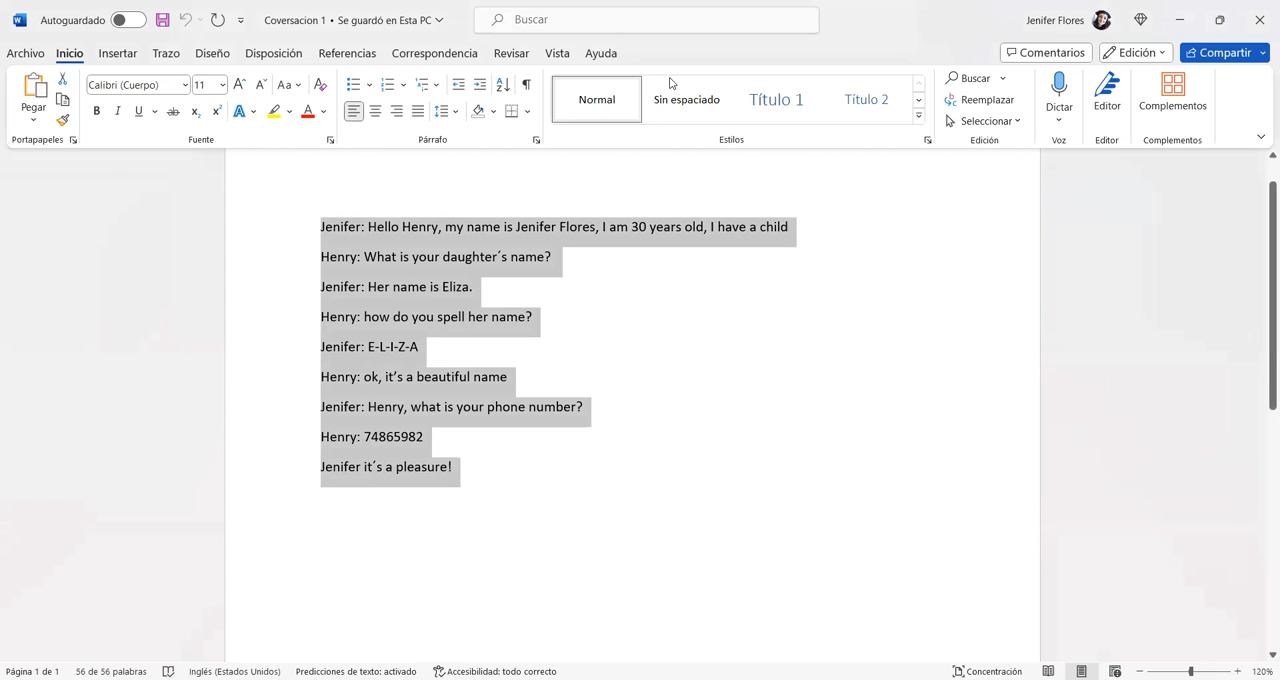 Autoguardado Coversacion 1 • Se guardó en Esta PC Buscar Jenifer Flores
Archivo Inicio Insertar Trazo Diseño Disposición Referencias Correspondencia Revisar Vista Ayuda Comentarios Edición Compartir
Pegar
Calibri (Cuerpo) 11 Aa
Normal Sin espaciado Título 1 Título 2
Buscar
Reemplazar
Seleccionar
Dictar Editor Complementos
Portapapeles Fuente Párrafo Estilos Edición Voz Editor Complementos
Jenifer: Hello Henry, my name is Jenifer Flores, I am 30 years old, I have a child
Henry: What is your daughter´s name?
Jenifer: Her name is Eliza.
Henry: how do you spell her name?
Jenifer: E-L-I-Z-A
Henry: ok, it’s a beautiful name
Jenifer: Henry, what is your phone number?
Henry: 74865982
Jenifer it´s a pleasure!
Página 1 de 1 56 de 56 palabras Inglés (Estados Unidos) Predicciones de texto: activado Accesibilidad: todo correcto Concentración 120%